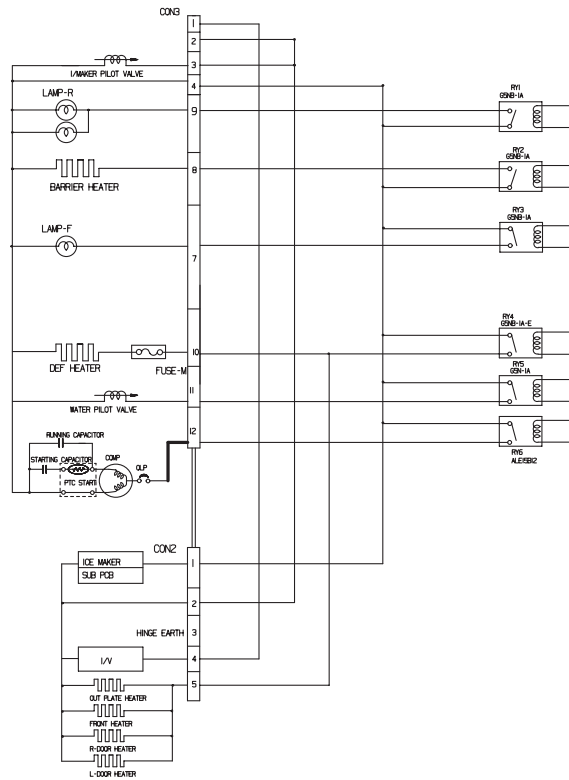 CON3
1
2
3
I/MAKER PILOT VALVE
4
LAMP-R
9
RY1
G5NB-1A
8
BARRIER HEATER
RY2
G5NB-1A
LAMP-F
7
RY3
G5NB-1A
RY4
G5NB-1A-E
10
DEF HEATER
FUSE-M
RY5
G5N-1A
11
WATER PILOT VALVE
12
RUNNING CAPACITOR
STARTING CAPACITOR
COMP
OLP
PTC START
RY6
ALE15B12
CON2
ICE MAKER
SUB PCB
1
2
HINGE EARTH
3
I/V
4
5
OUT PLATE HEATER
FRONT HEATER
R-DOOR HEATER
L-DOOR HEATER